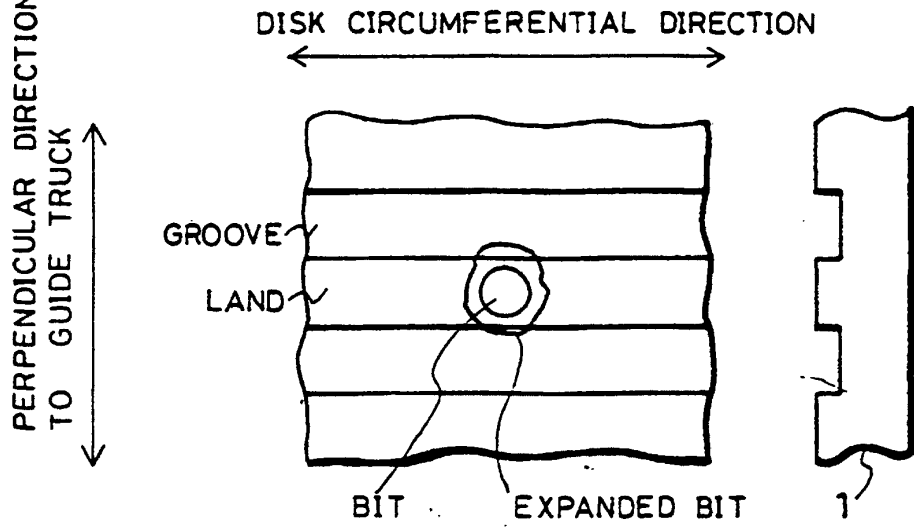 DISK CIRCUMFERENTIAL DIRECTION
PERPENDICULAR DIRECTION
TO GUIDE TRUCK
GROOVE
LAND
BIT
EXPANDED BIT
1